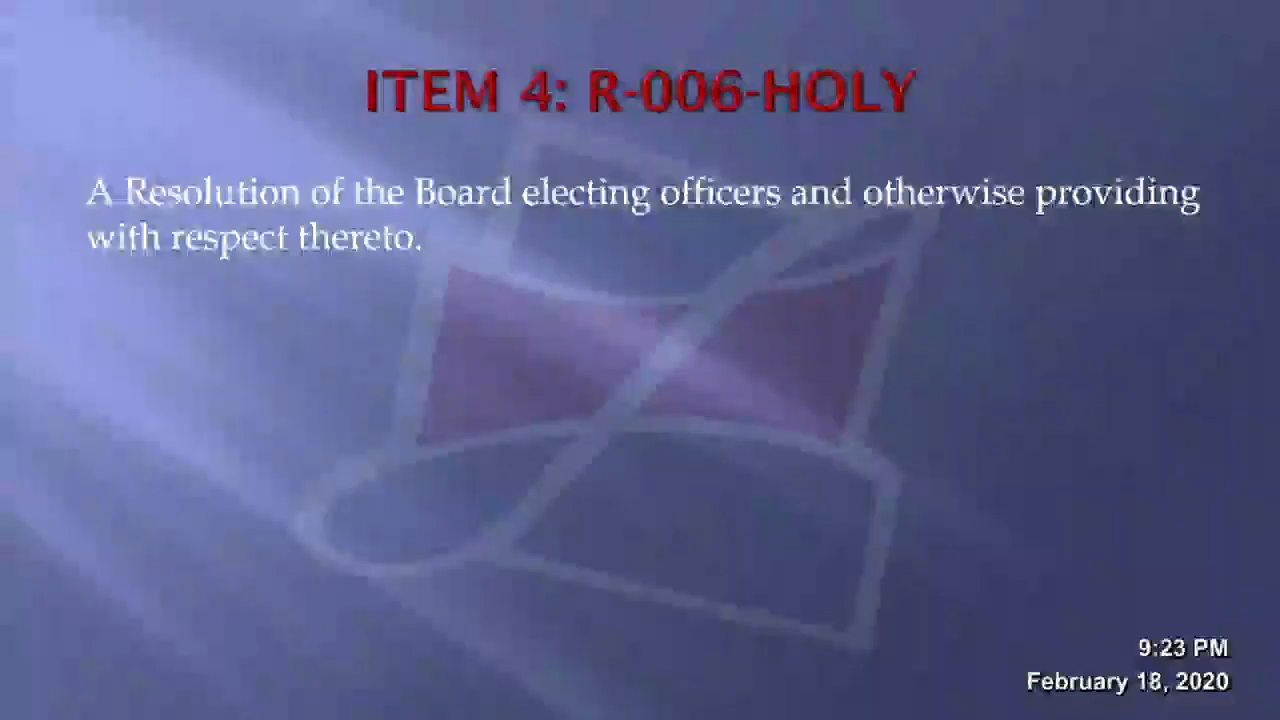 ITEM 4: R-006-HOLY
A Resolution of the Board electing officers and otherwise providing
with respect thereto.
9:23 PM
February 18, 2020